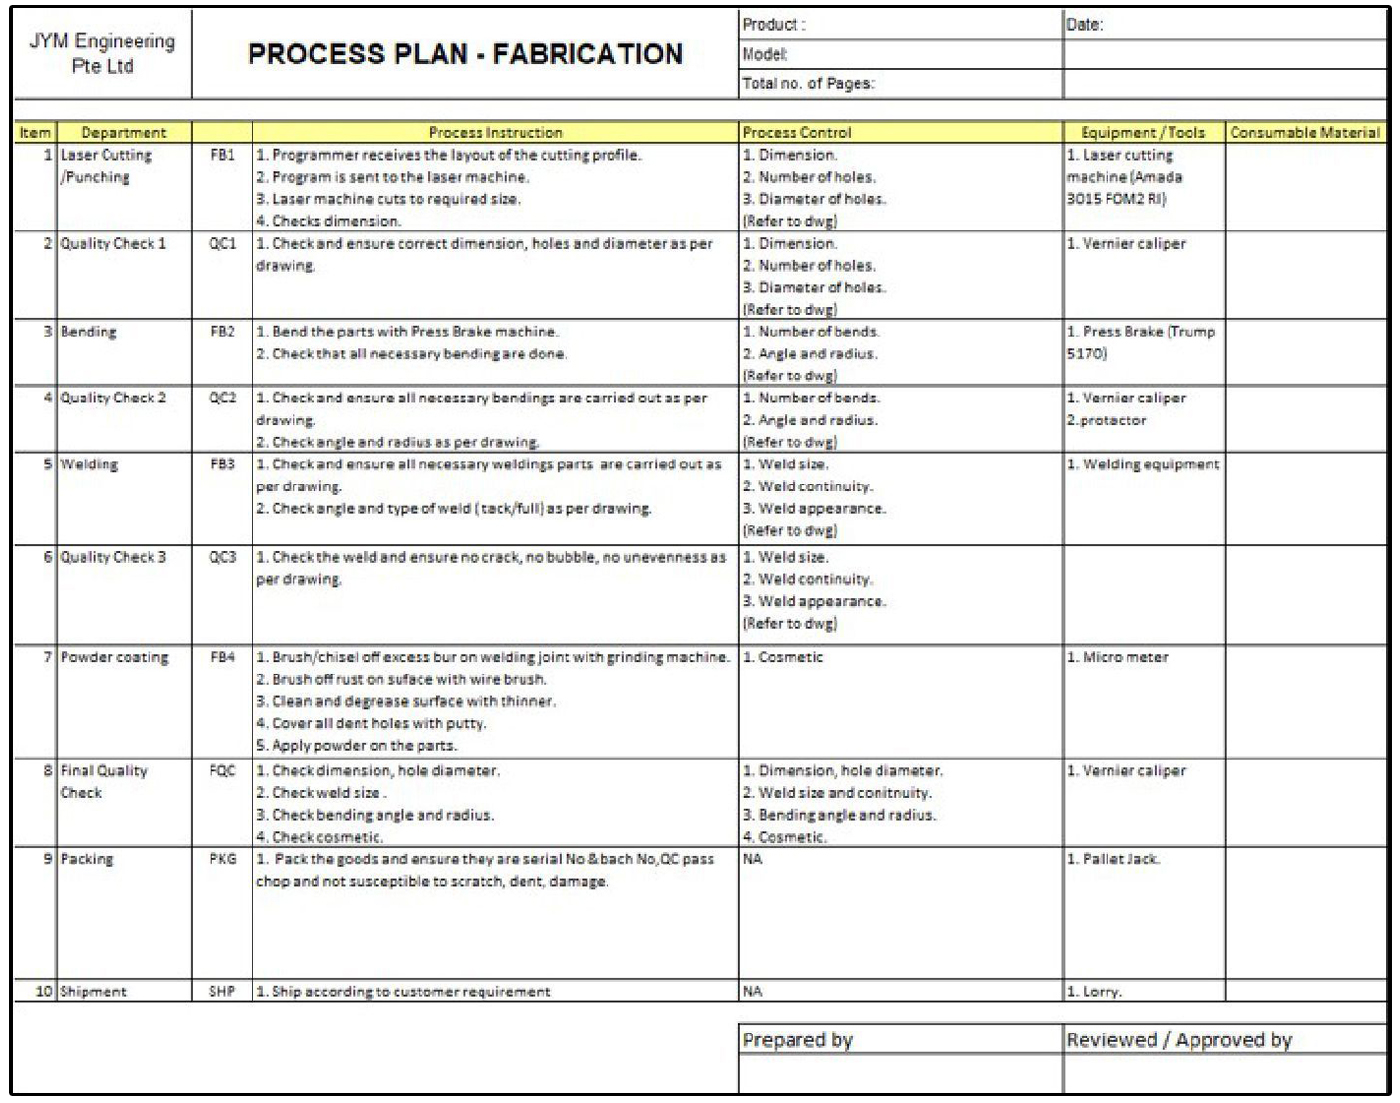 JYM Engineering
Pte Ltd
PROCESS PLAN - FABRICATION
Product :
Date:
Model:
Total no. of Pages:
Item Department Process Instruction Process Control Equipment / Tools Consumable Material
1 Laser Cutting
/Punching
FB1
1. Programmer receives the layout of the cutting profile.
2. Program is sent to the laser machine.
3. Laser machine cuts to required size.
4. Checks dimension.
1. Dimension.
2. Number of holes.
3. Diameter of holes.
(Refer to dwg)
1. Laser cutting
machine (Amada
3015 FOM2 RI)
2 Quality Check 1
QC1
1. Check and ensure correct dimension, holes and diameter as per
drawing.
1. Dimension.
2. Number of holes.
3. Diameter of holes.
(Refer to dwg)
1. Vernier caliper
3 Bending
FB2
1. Bend the parts with Press Brake machine.
2. Check that all necessary bending are done.
1. Number of bends.
2. Angle and radius.
(Refer to dwg)
1. Press Brake (Trump
5170)
4 Quality Check 2
QC2
1. Check and ensure all necessary bendings are carried out as per
drawing.
2. Check angle and radius as per drawing.
1. Number of bends.
2. Angle and radius.
(Refer to dwg)
1. Vernier caliper
2.protactor
5 Welding
FB3
1. Check and ensure all necessary weldings parts are carried out as
per drawing.
2. Check angle and type of weld ( tack/full) as per drawing.
1. Weld size.
2. Weld continuity.
3. Weld appearance.
(Refer to dwg)
1. Welding equipment
6 Quality Check 3
QC3
1. Check the weld and ensure no crack, no bubble, no unevenness as
per drawing.
1. Weld size.
2. Weld continuity.
3. Weld appearance.
(Refer to dwg)
7 Powder coating
FB4
1. Brush/chisel off excess bur on welding joint with grinding machine.
2. Brush off rust on suface with wire brush.
3. Clean and degrease surface with thinner.
4. Cover all dent holes with putty.
5. Apply powder on the parts.
1. Cosmetic
1. Micro meter
8 Final Quality
Check
FQC
1. Check dimension, hole diameter.
2. Check weld size .
3. Check bending angle and radius.
4. Check cosmetic.
1. Dimension, hole diameter.
2. Weld size and conitnuity.
3. Bending angle and radius.
4. Cosmetic.
1. Vernier caliper
9 Packing
PKG
1. Pack the goods and ensure they are serial No &bach No,QC pass
chop and not susceptible to scratch, dent, damage.
NA
1. Pallet Jack.
10 Shipment
SHP
1. Ship according to customer requirement
NA
1. Lorry.
Prepared by
Reviewed / Approved by